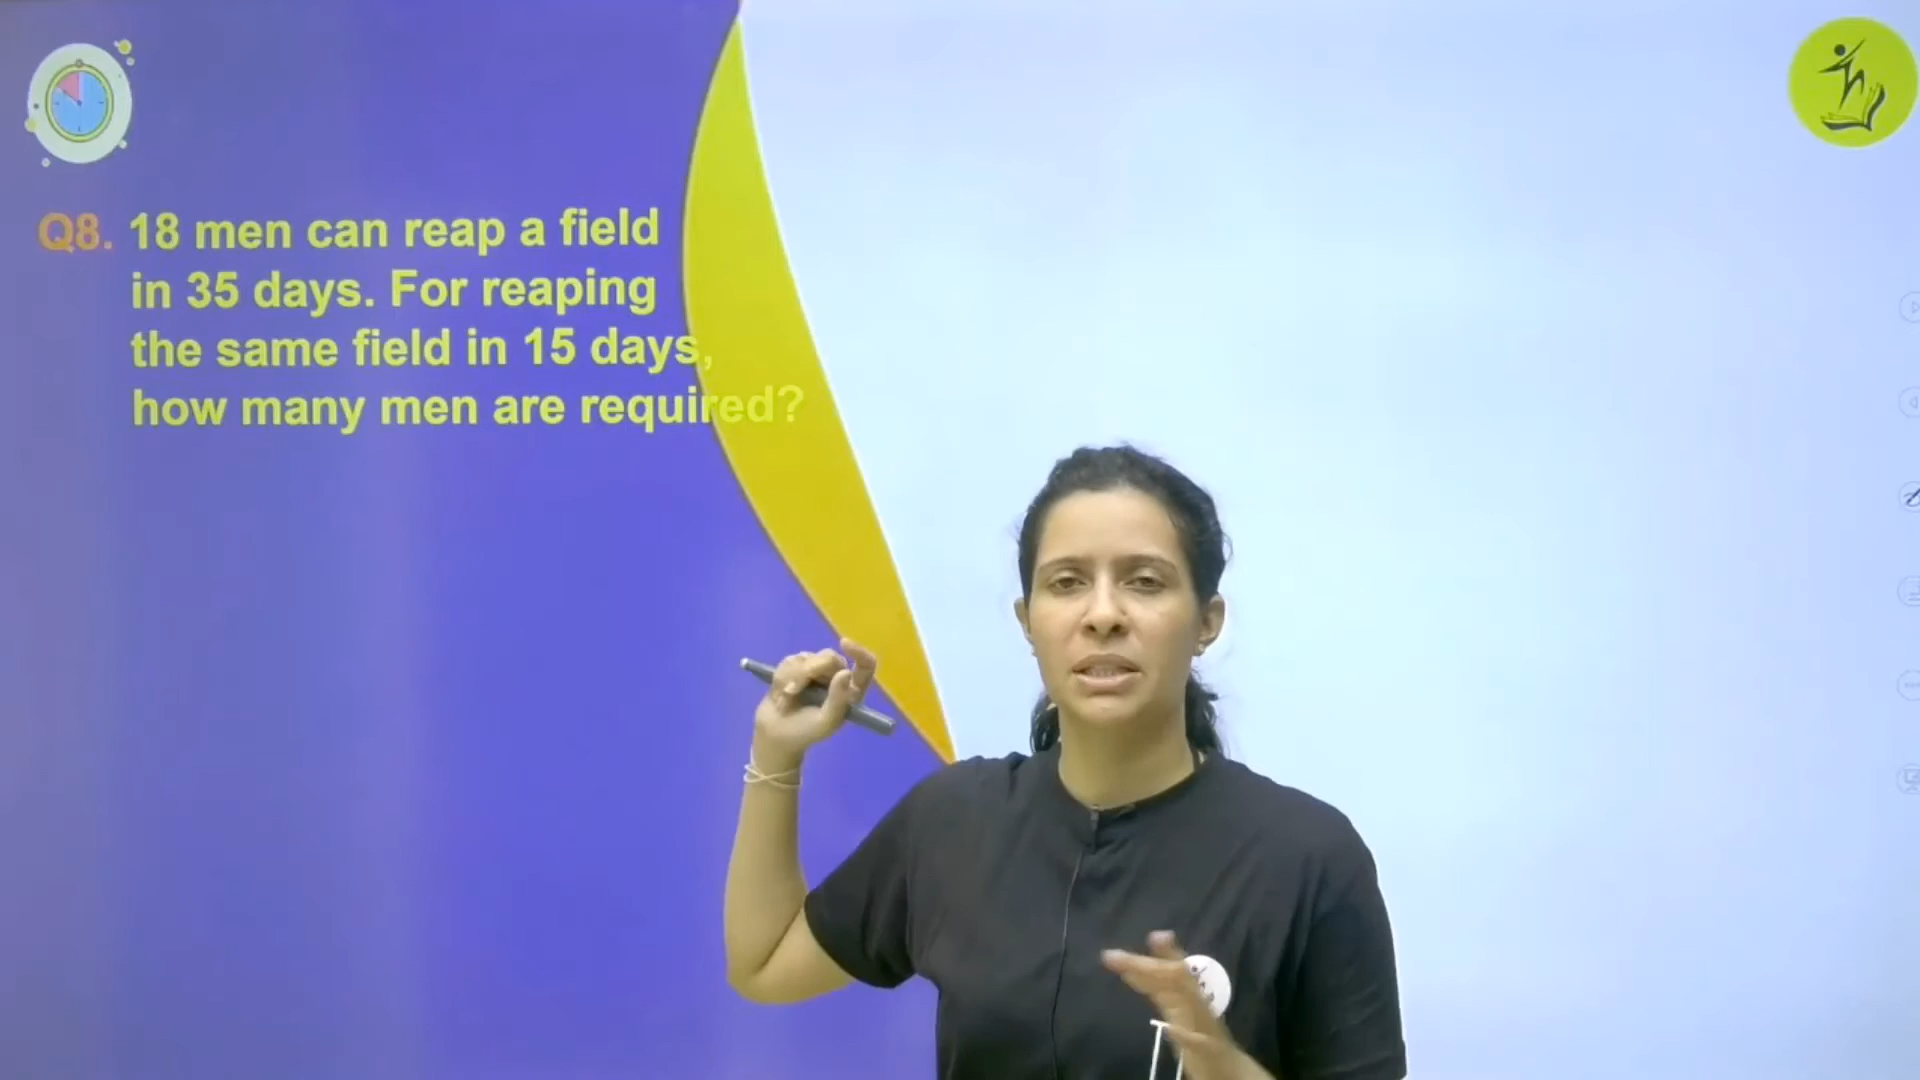 Q8. 18 men can reap a field
in 35 days. For reaping
the same field in 15 days,
how many men are required?